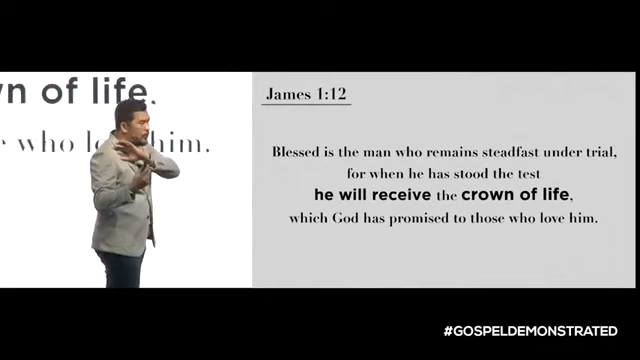 n of life,
who lo him.
James 1:12
Blessed is the man who remains steadfast under trial,
for when he has stood the test
he will receive the crown of life,
which God has promised to those who love him.
#GOSPELDEMONSTRATED